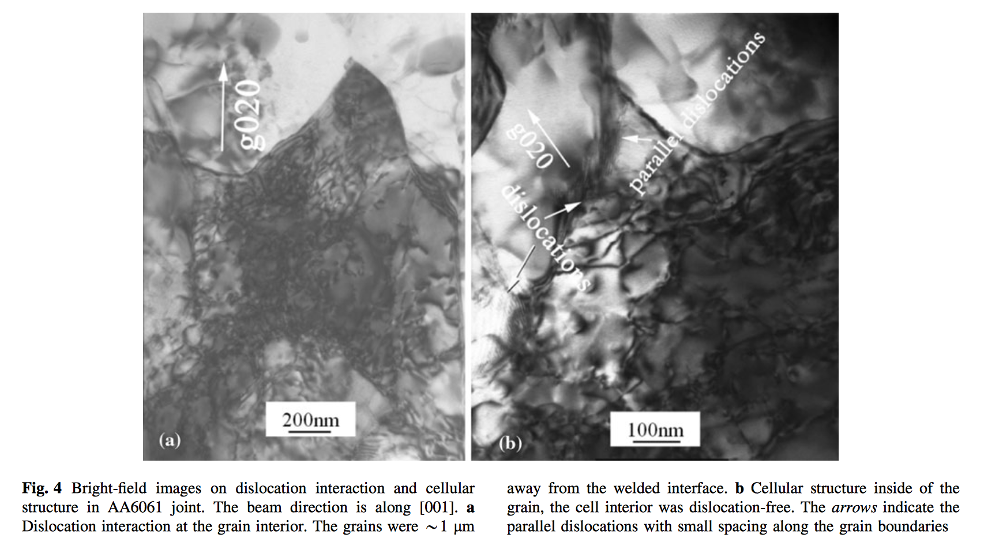 g020
200nm
(a)
parallel dislocations
g020
dislocations
100nm
(b)
Fig. 4 Bright-field images on dislocation interaction and cellular
structure in AA6061 joint. The beam direction is along [001]. a
Dislocation interaction at the grain interior. The grains were ~1 μm
away from the welded interface. b Cellular structure inside of the
grain, the cell interior was dislocation-free. The arrows indicate the
parallel dislocations with small spacing along the grain boundaries